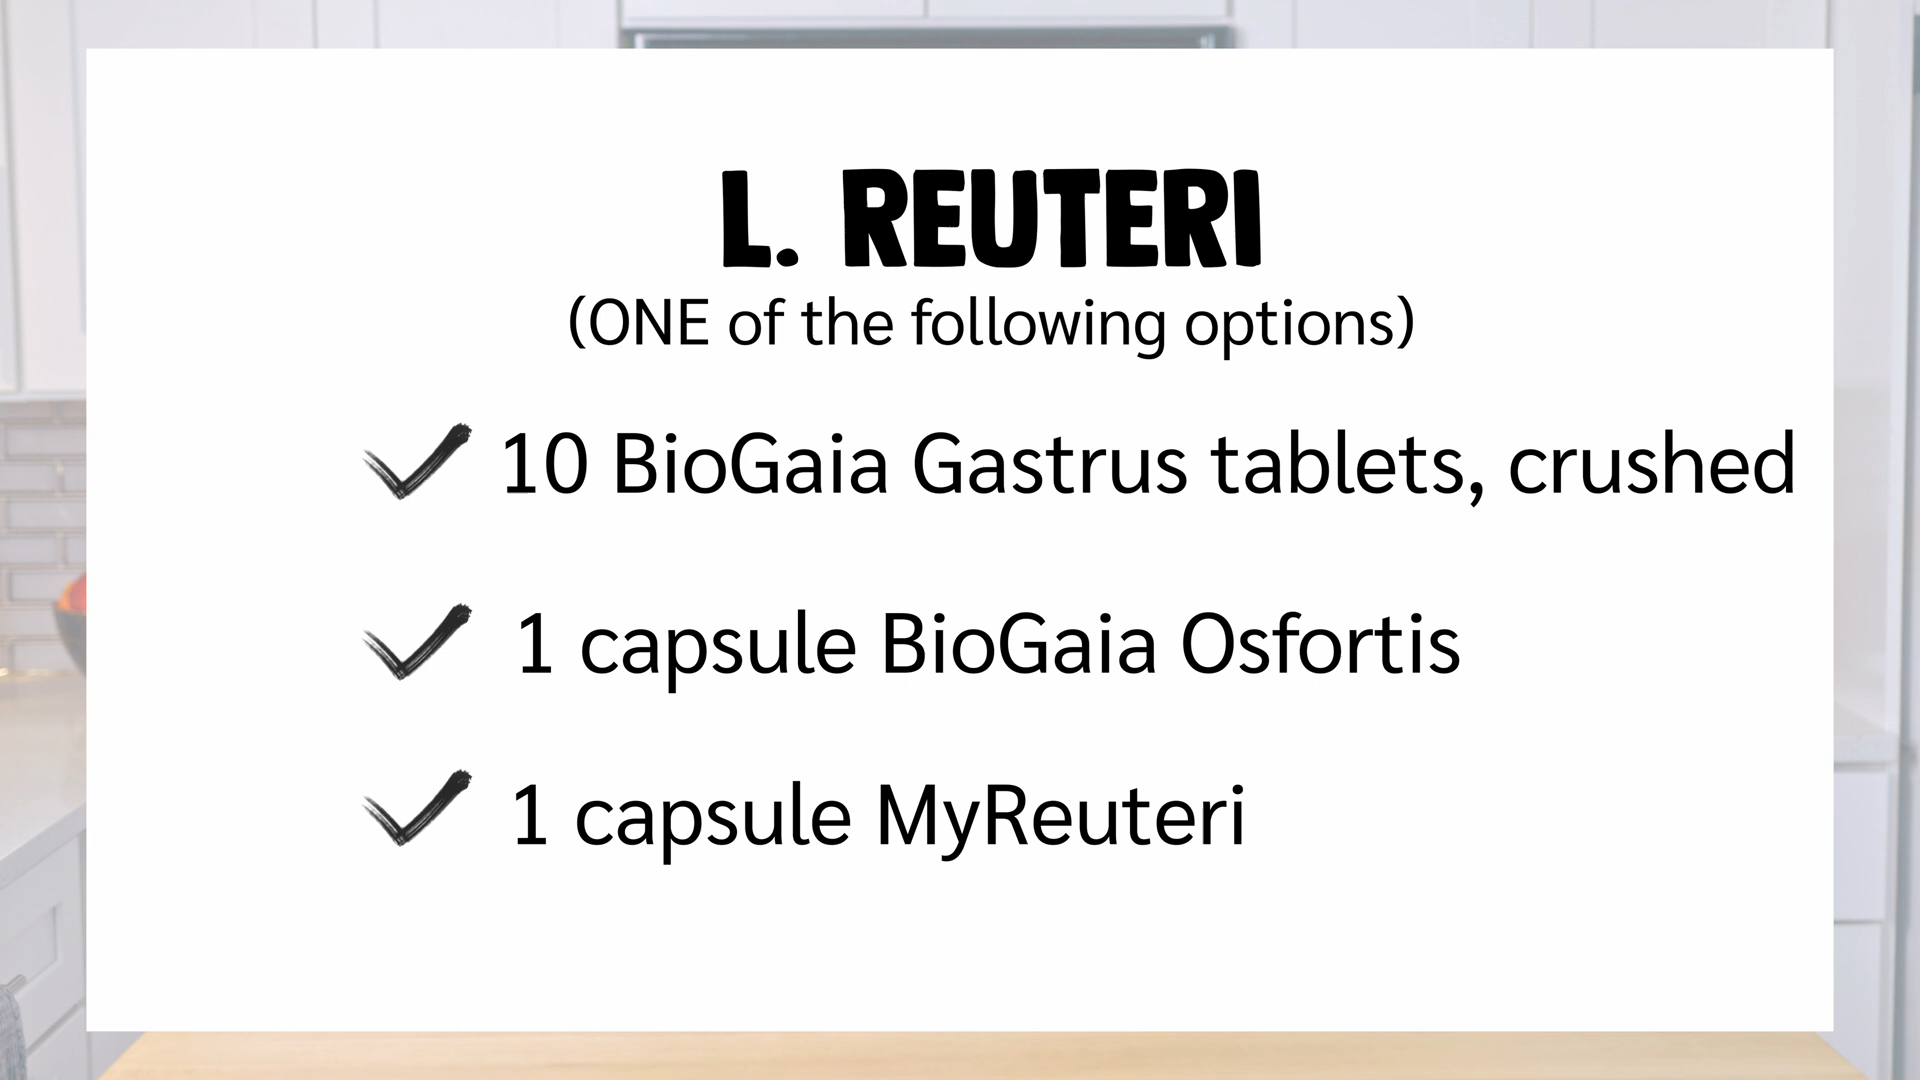 L. REUTERI
(ONE of the following options)
10 BioGaia Gastrus tablets, crushed
1 capsule BioGaia Osfortis
1 capsule MyReuteri